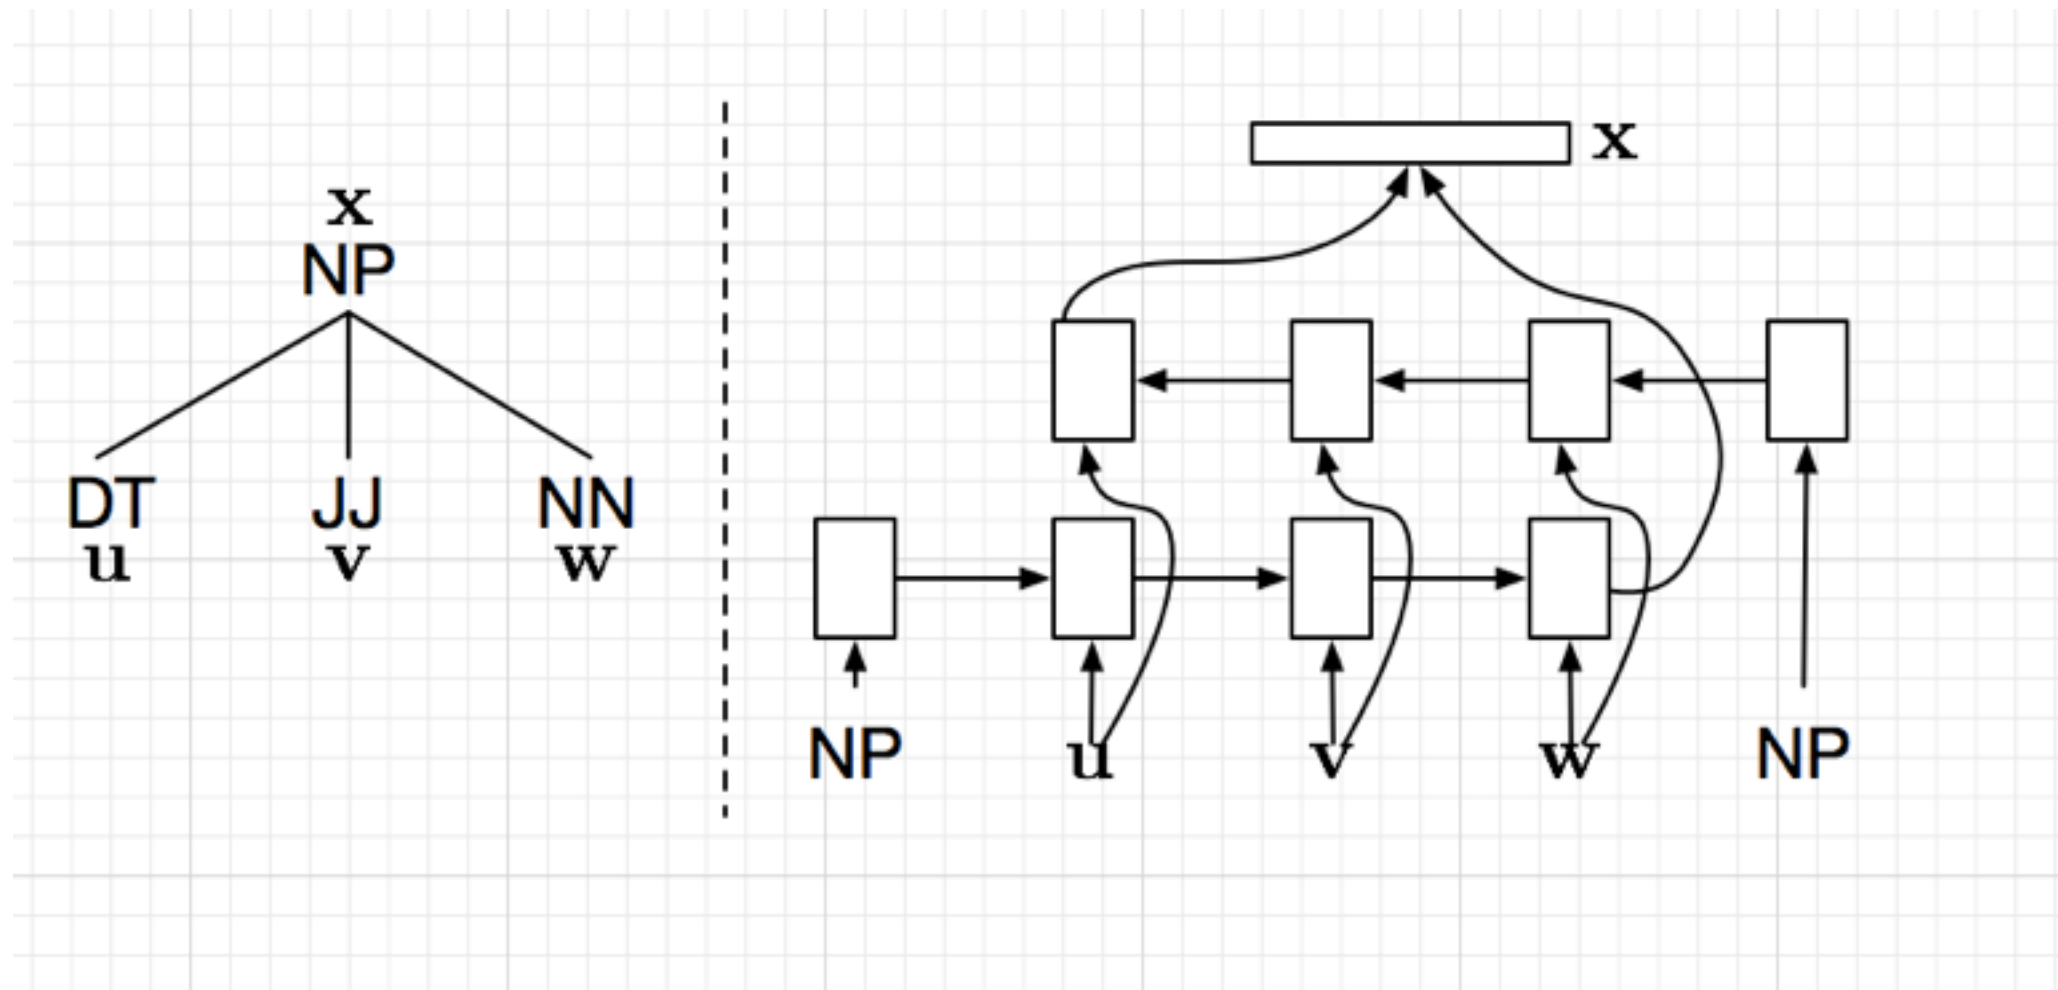 x
NP
DT JJ NN
u v w
x
NP u v w NP